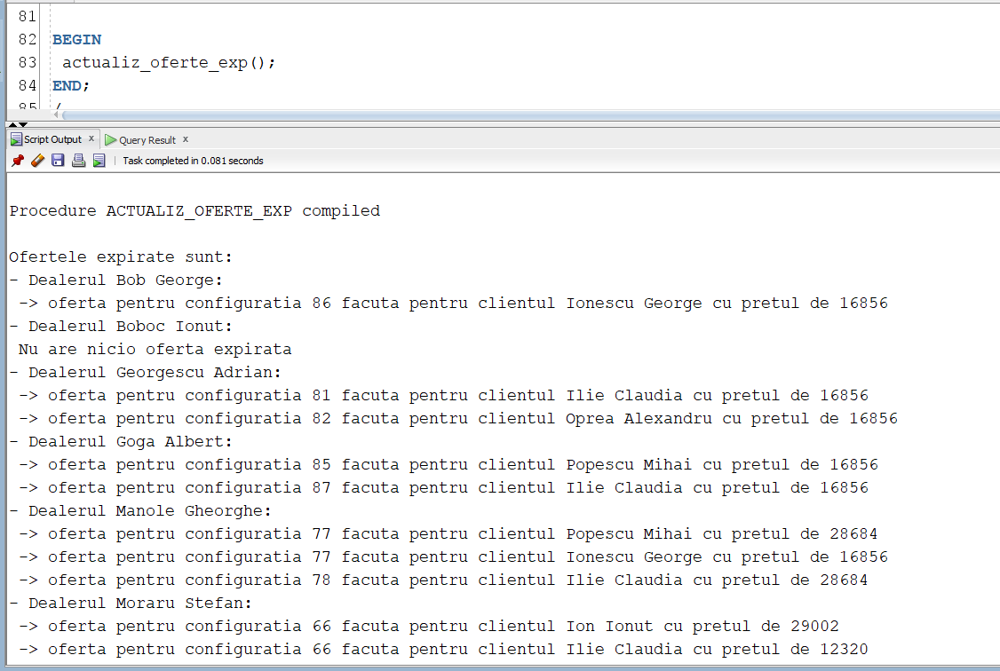 81
82 BEGIN
83 actualiz_oferte_exp();
84 END;
85 /
Script Output x Query Result x
Task completed in 0.081 seconds
Procedure ACTUALIZ_OFERTE_EXP compiled
Ofertele expirate sunt:
- Dealerul Bob George:
-> oferta pentru configuratia 86 facuta pentru clientul Ionescu George cu pretul de 16856
- Dealerul Boboc Ionut:
Nu are nicio oferta expirata
- Dealerul Georgescu Adrian:
-> oferta pentru configuratia 81 facuta pentru clientul Ilie Claudia cu pretul de 16856
-> oferta pentru configuratia 82 facuta pentru clientul Oprea Alexandru cu pretul de 16856
- Dealerul Goga Albert:
-> oferta pentru configuratia 85 facuta pentru clientul Popescu Mihai cu pretul de 16856
-> oferta pentru configuratia 87 facuta pentru clientul Ilie Claudia cu pretul de 16856
- Dealerul Manole Gheorghe:
-> oferta pentru configuratia 77 facuta pentru clientul Popescu Mihai cu pretul de 28684
-> oferta pentru configuratia 77 facuta pentru clientul Ionescu George cu pretul de 16856
-> oferta pentru configuratia 78 facuta pentru clientul Ilie Claudia cu pretul de 28684
- Dealerul Moraru Stefan:
-> oferta pentru configuratia 66 facuta pentru clientul Ion Ionut cu pretul de 29002
-> oferta pentru configuratia 66 facuta pentru clientul Ilie Claudia cu pretul de 12320